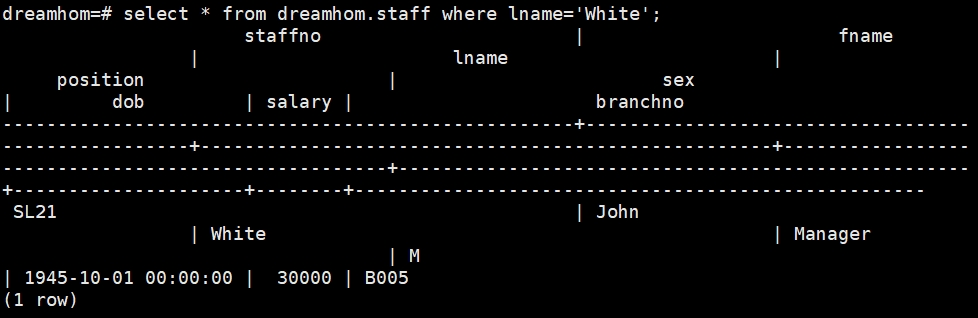 dreamhom=# select * from dreamhom.staff where lname='White';
                      staffno                       |                       fname
                 |                       lname                        |
     position                      |                        sex
|         dob         | salary |                      branchno
----------------------------------------------------+-----------------------------------
-----------------+----------------------------------------------------+-----------------
-----------------------------------+----------------------------------------------------
+---------------------+--------+----------------------------------------------------
 SL21                                               | John
                 | White                                              | Manager
                                   | M
| 1945-10-01 00:00:00 |  30000 | B005
(1 row)